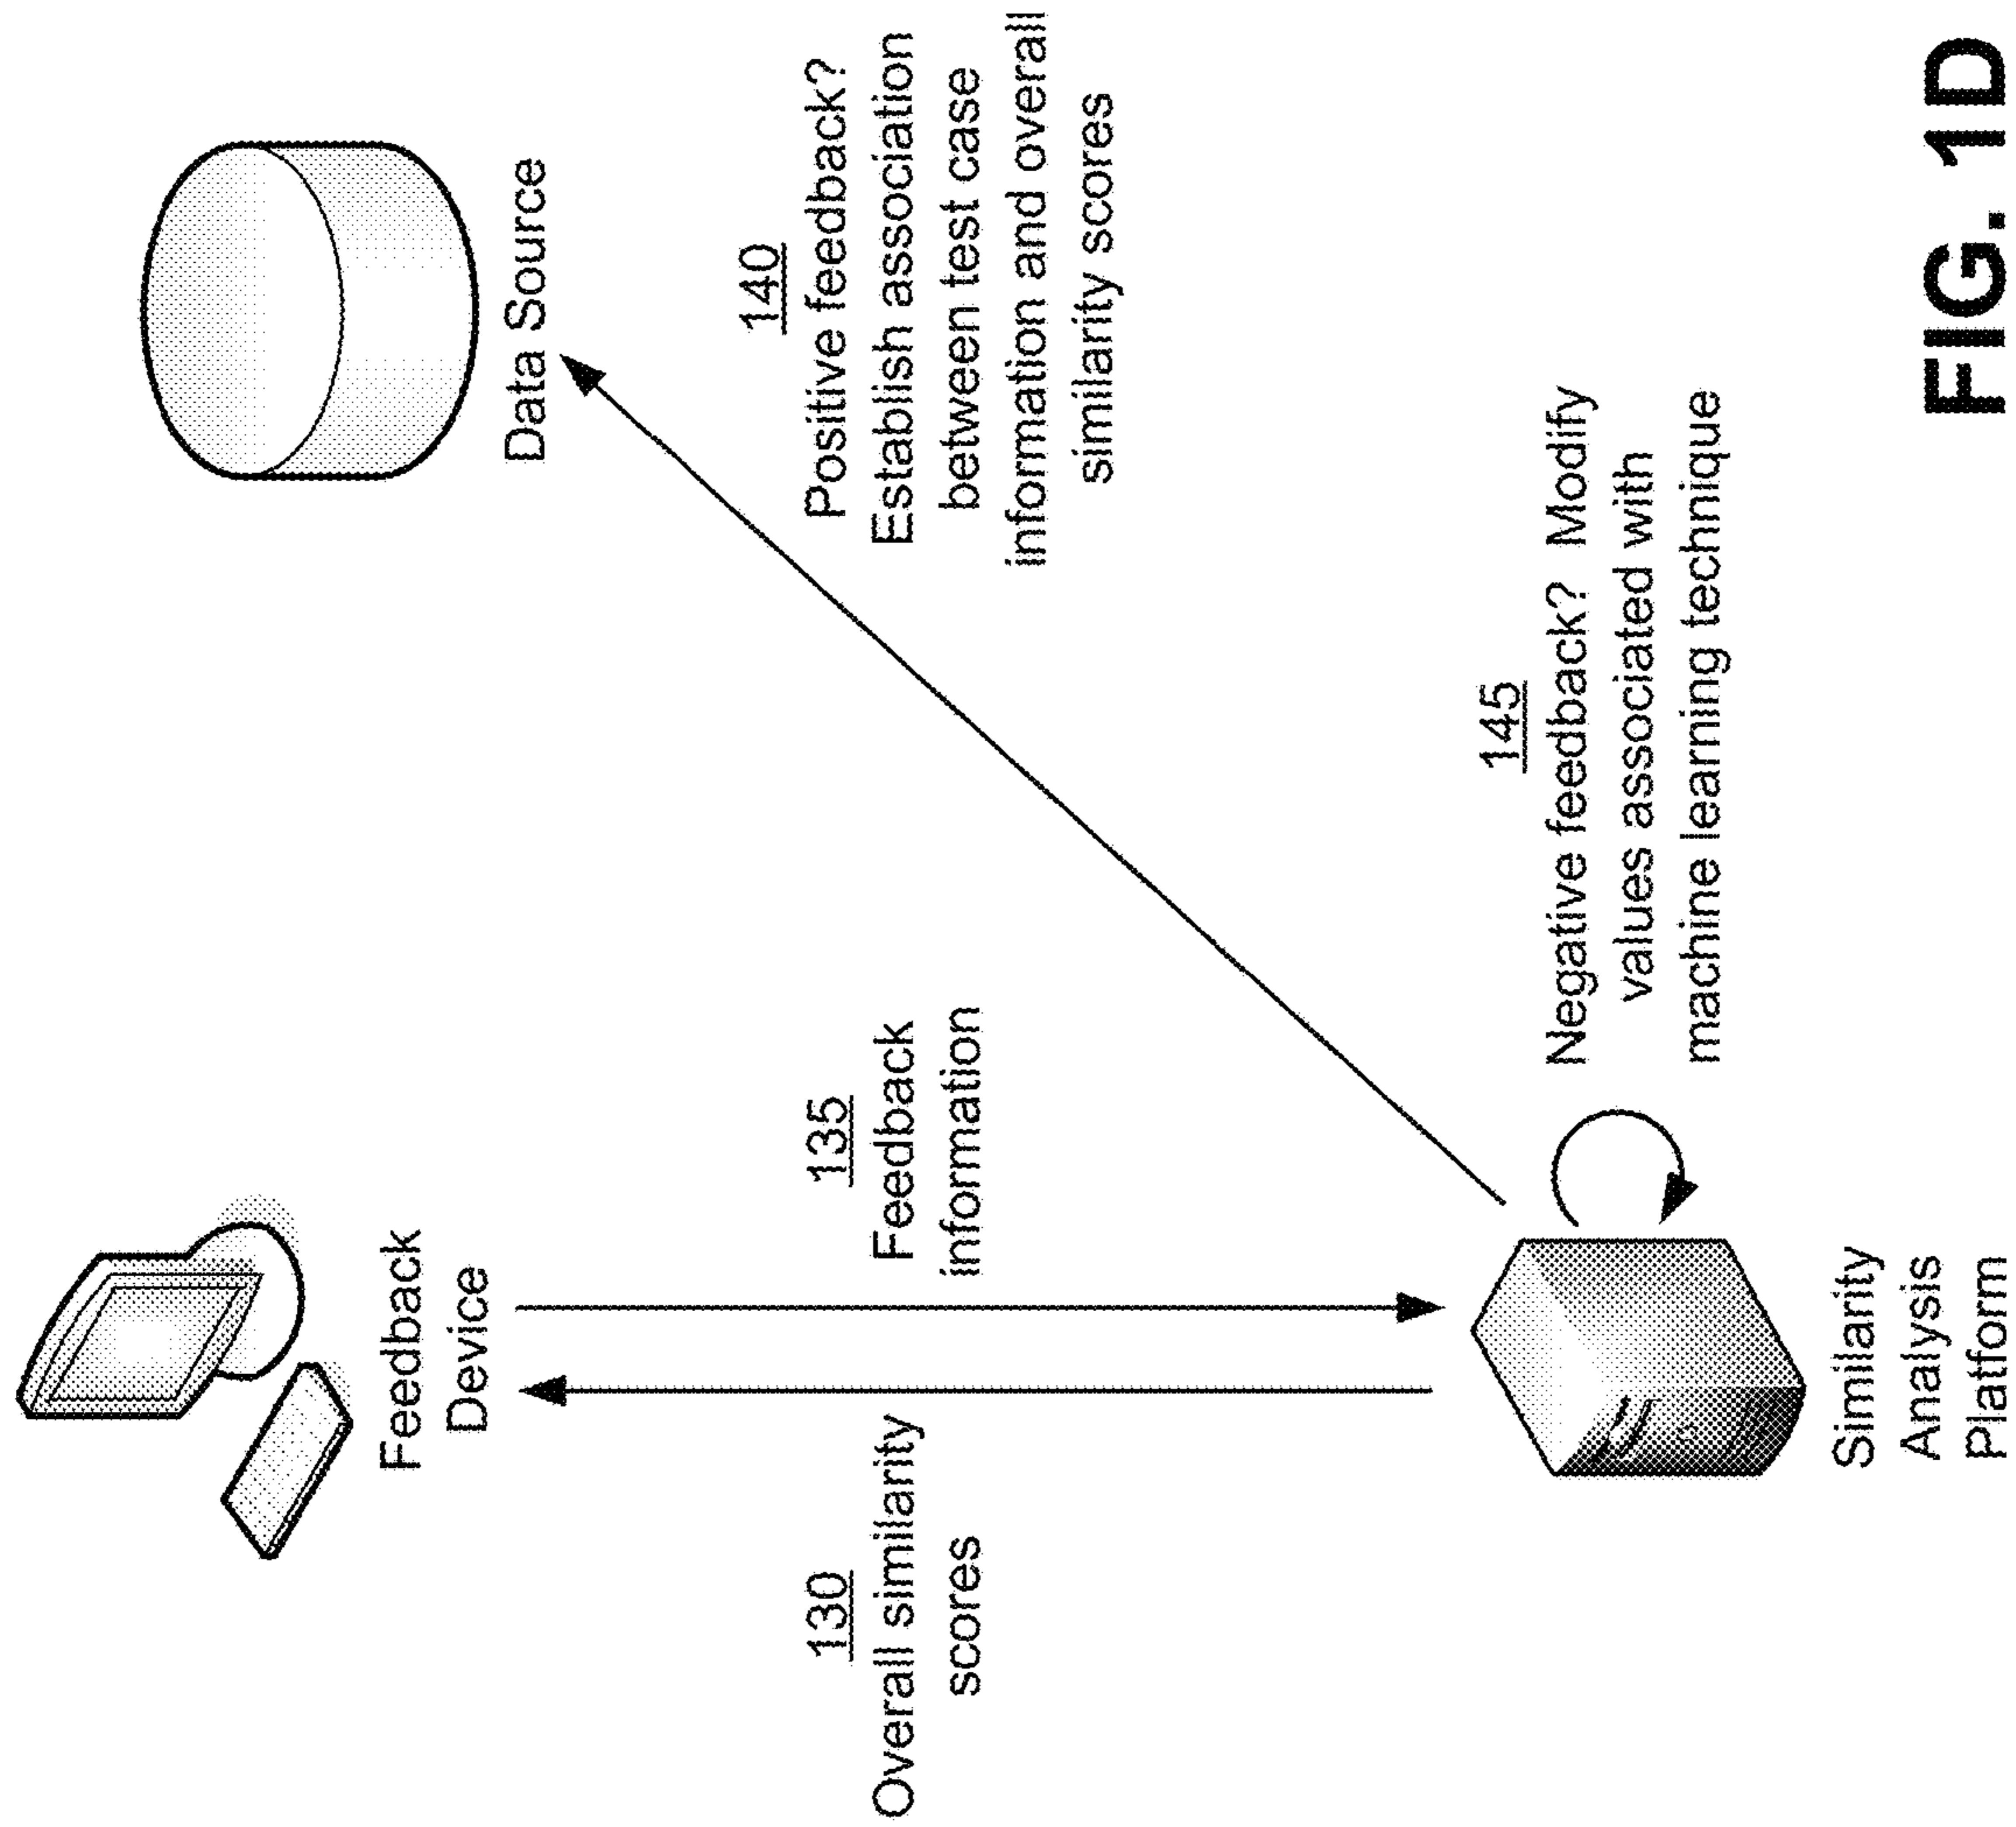 Feedback
Device
Data Source
130
Overall similarity
scores
135
Feedback
information
140
Positive feedback?
Establish association
between test case
information and overall
similarity scores
145
Negative feedback? Modify
values associated with
machine learning technique
Similarity
Analysis
Platform
FIG. 1D